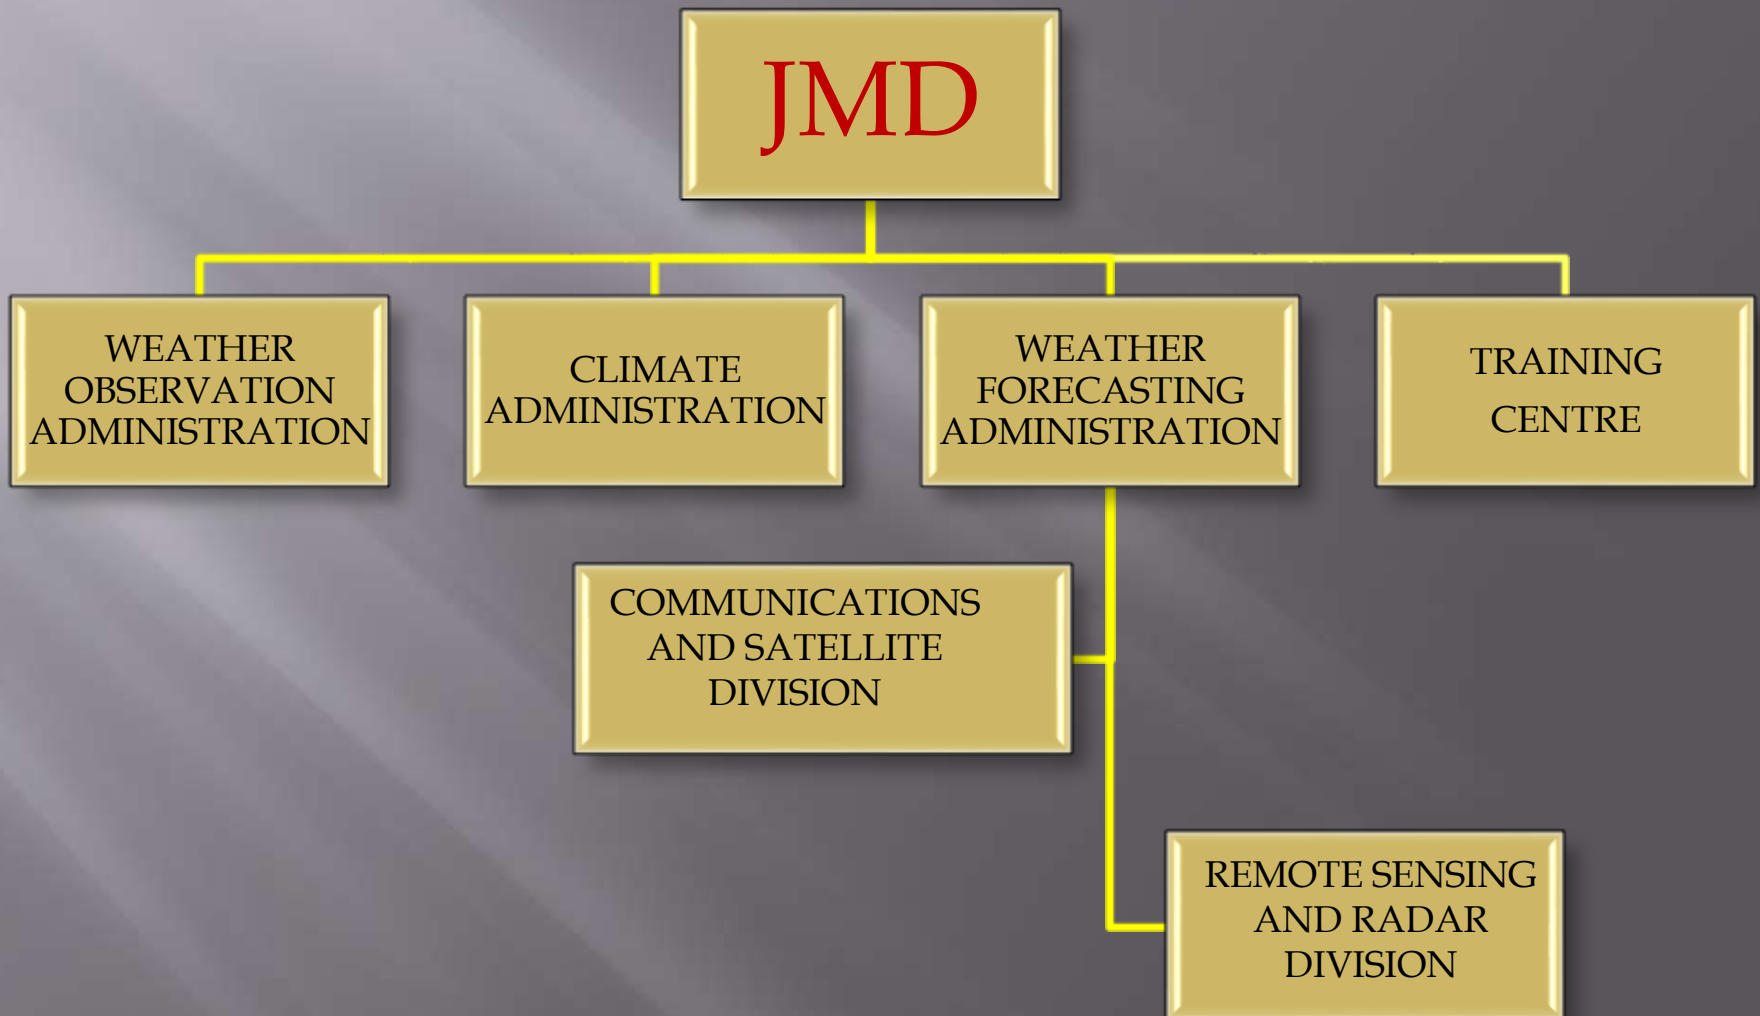 JMD
WEATHER
OBSERVATION
ADMINISTRATION
CLIMATE
ADMINISTRATION
WEATHER
FORECASTING
ADMINISTRATION
TRAINING
CENTRE
COMMUNICATIONS
AND SATELLITE
DIVISION
REMOTE SENSING
AND RADAR
DIVISION